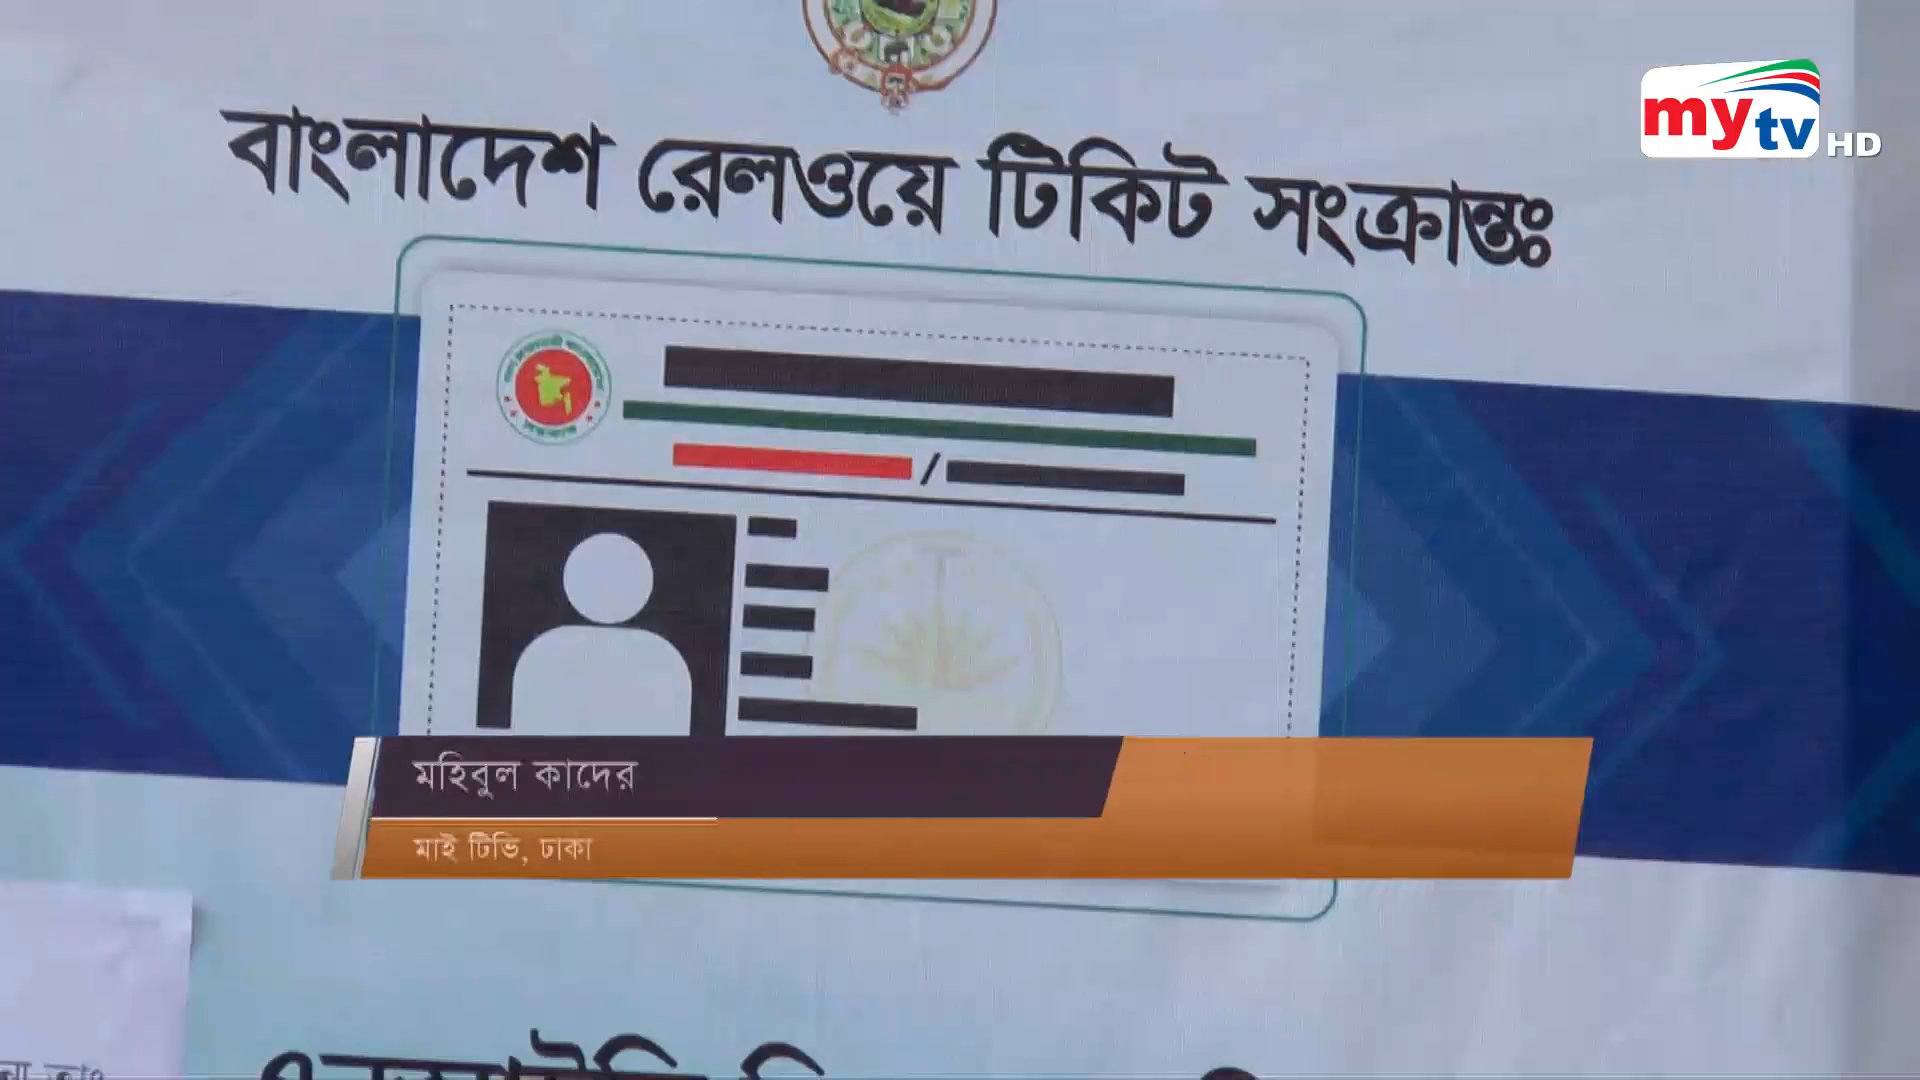 mytv HD
বাংলাদেশ রেলওয়ে টিকিট সংক্রান্তঃ
/
মহিবুল কাদের
মাই টিভি, ঢাকা